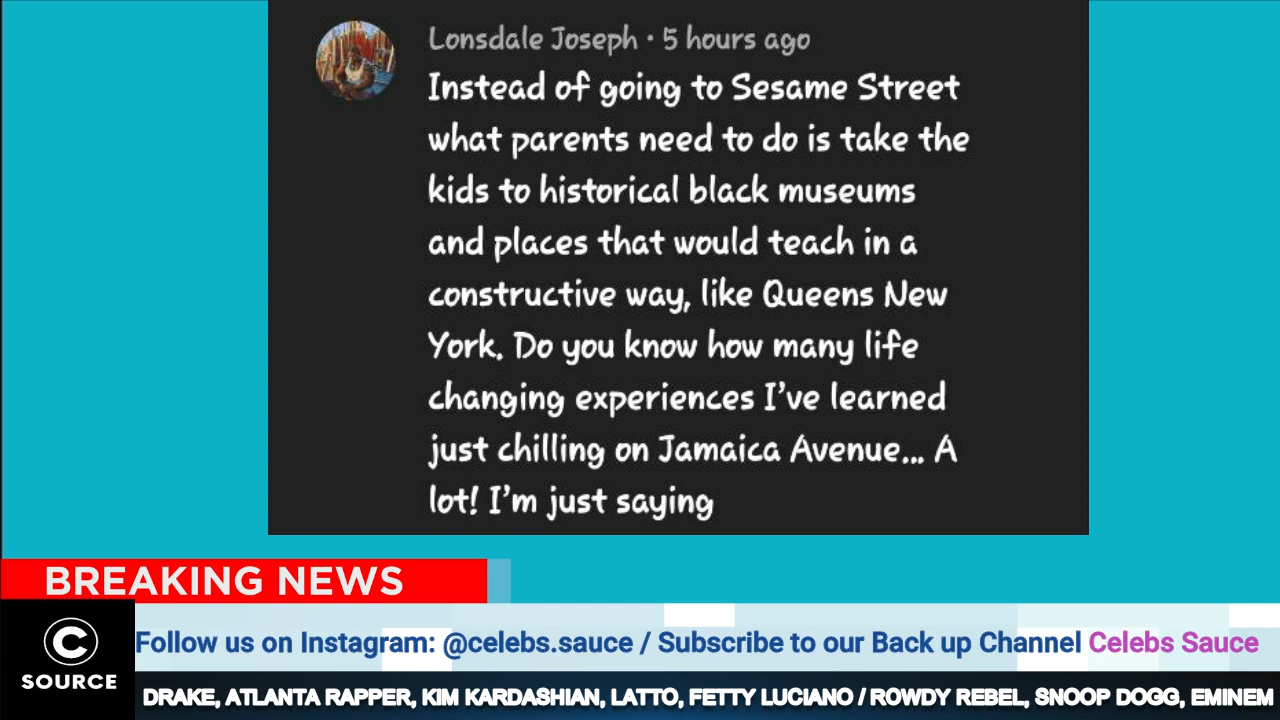 Lonsdale Joseph • 5 hours ago
Instead of going to Sesame Street
what parents need to do is take the
kids to historical black museums
and places that would teach in a
constructive way, like Queens New
York. Do you know how many life
changing experiences I've learned
just chilling on Jamaica Avenue... A
lot! I'm just saying
BREAKING NEWS
C
SOURCE
Follow us on Instagram: @celebs.sauce / Subscribe to our Back up Channel Celebs Sauce
DRAKE, ATLANTA RAPPER, KIM KARDASHIAN, LATTO, FETTY LUCIANO / ROWDY REBEL, SNOOP DOGG, EMINEM